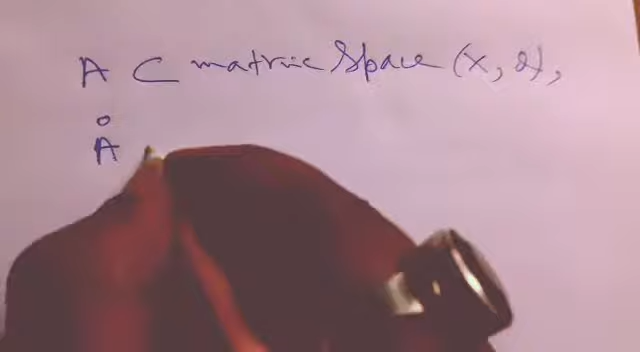 A ⊂ matric space (x, d),
Å